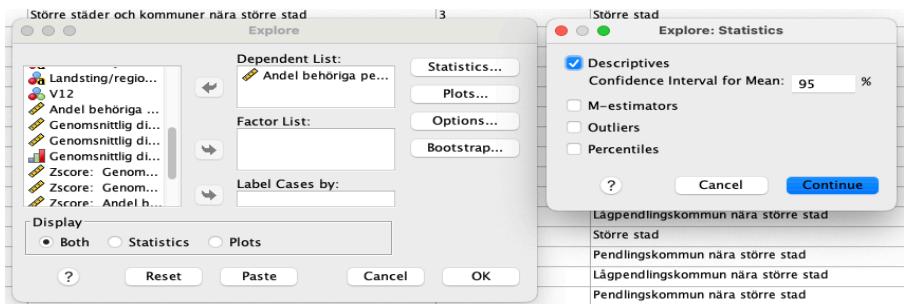 Större städer och kommuner nära större stad 3 Större stad
Explore
Landsting/regio...
V12
Andel behöriga ...
Genomsnittlig di...
Genomsnittlig di...
Genomsnittlig di...
Zscore: Genom...
Zscore: Genom...
Zscore: Andel b...
Dependent List:
Andel behöriga pe...
Factor List:
Label Cases by:
Statistics...
Plots...
Options...
Bootstrap...
Display
Both Statistics Plots
? Reset Paste Cancel OK
Explore: Statistics
Descriptives
Confidence Interval for Mean: 95 %
M-estimators
Outliers
Percentiles
? Cancel Continue
Lågpendlingskommun nära större stad
Större stad
Pendlingskommun nära större stad
Lågpendlingskommun nära större stad
Pendlingskommun nära större stad